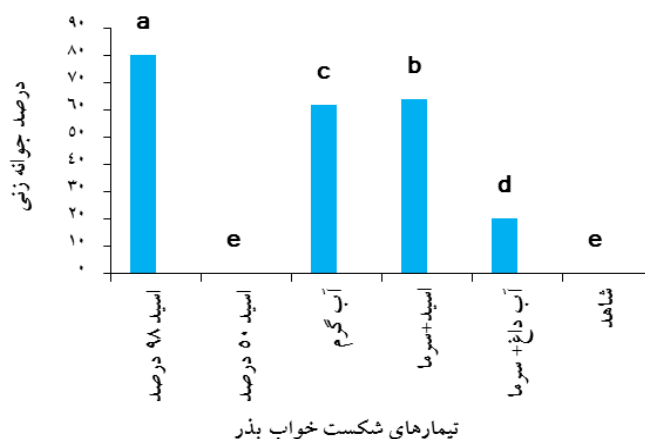 درصد جوانه زنی
۹۰
۸۰
۷۰
۶۰
۵۰
۴۰
۳۰
۲۰
۱۰
۰
a
e
c
b
d
e
اسید ۹۸ درصد
اسید ۵۰ درصد
آب گرم
اسید+سرما
آب داغ+ سرما
شاهد
تیمارهای شکست خواب بذر